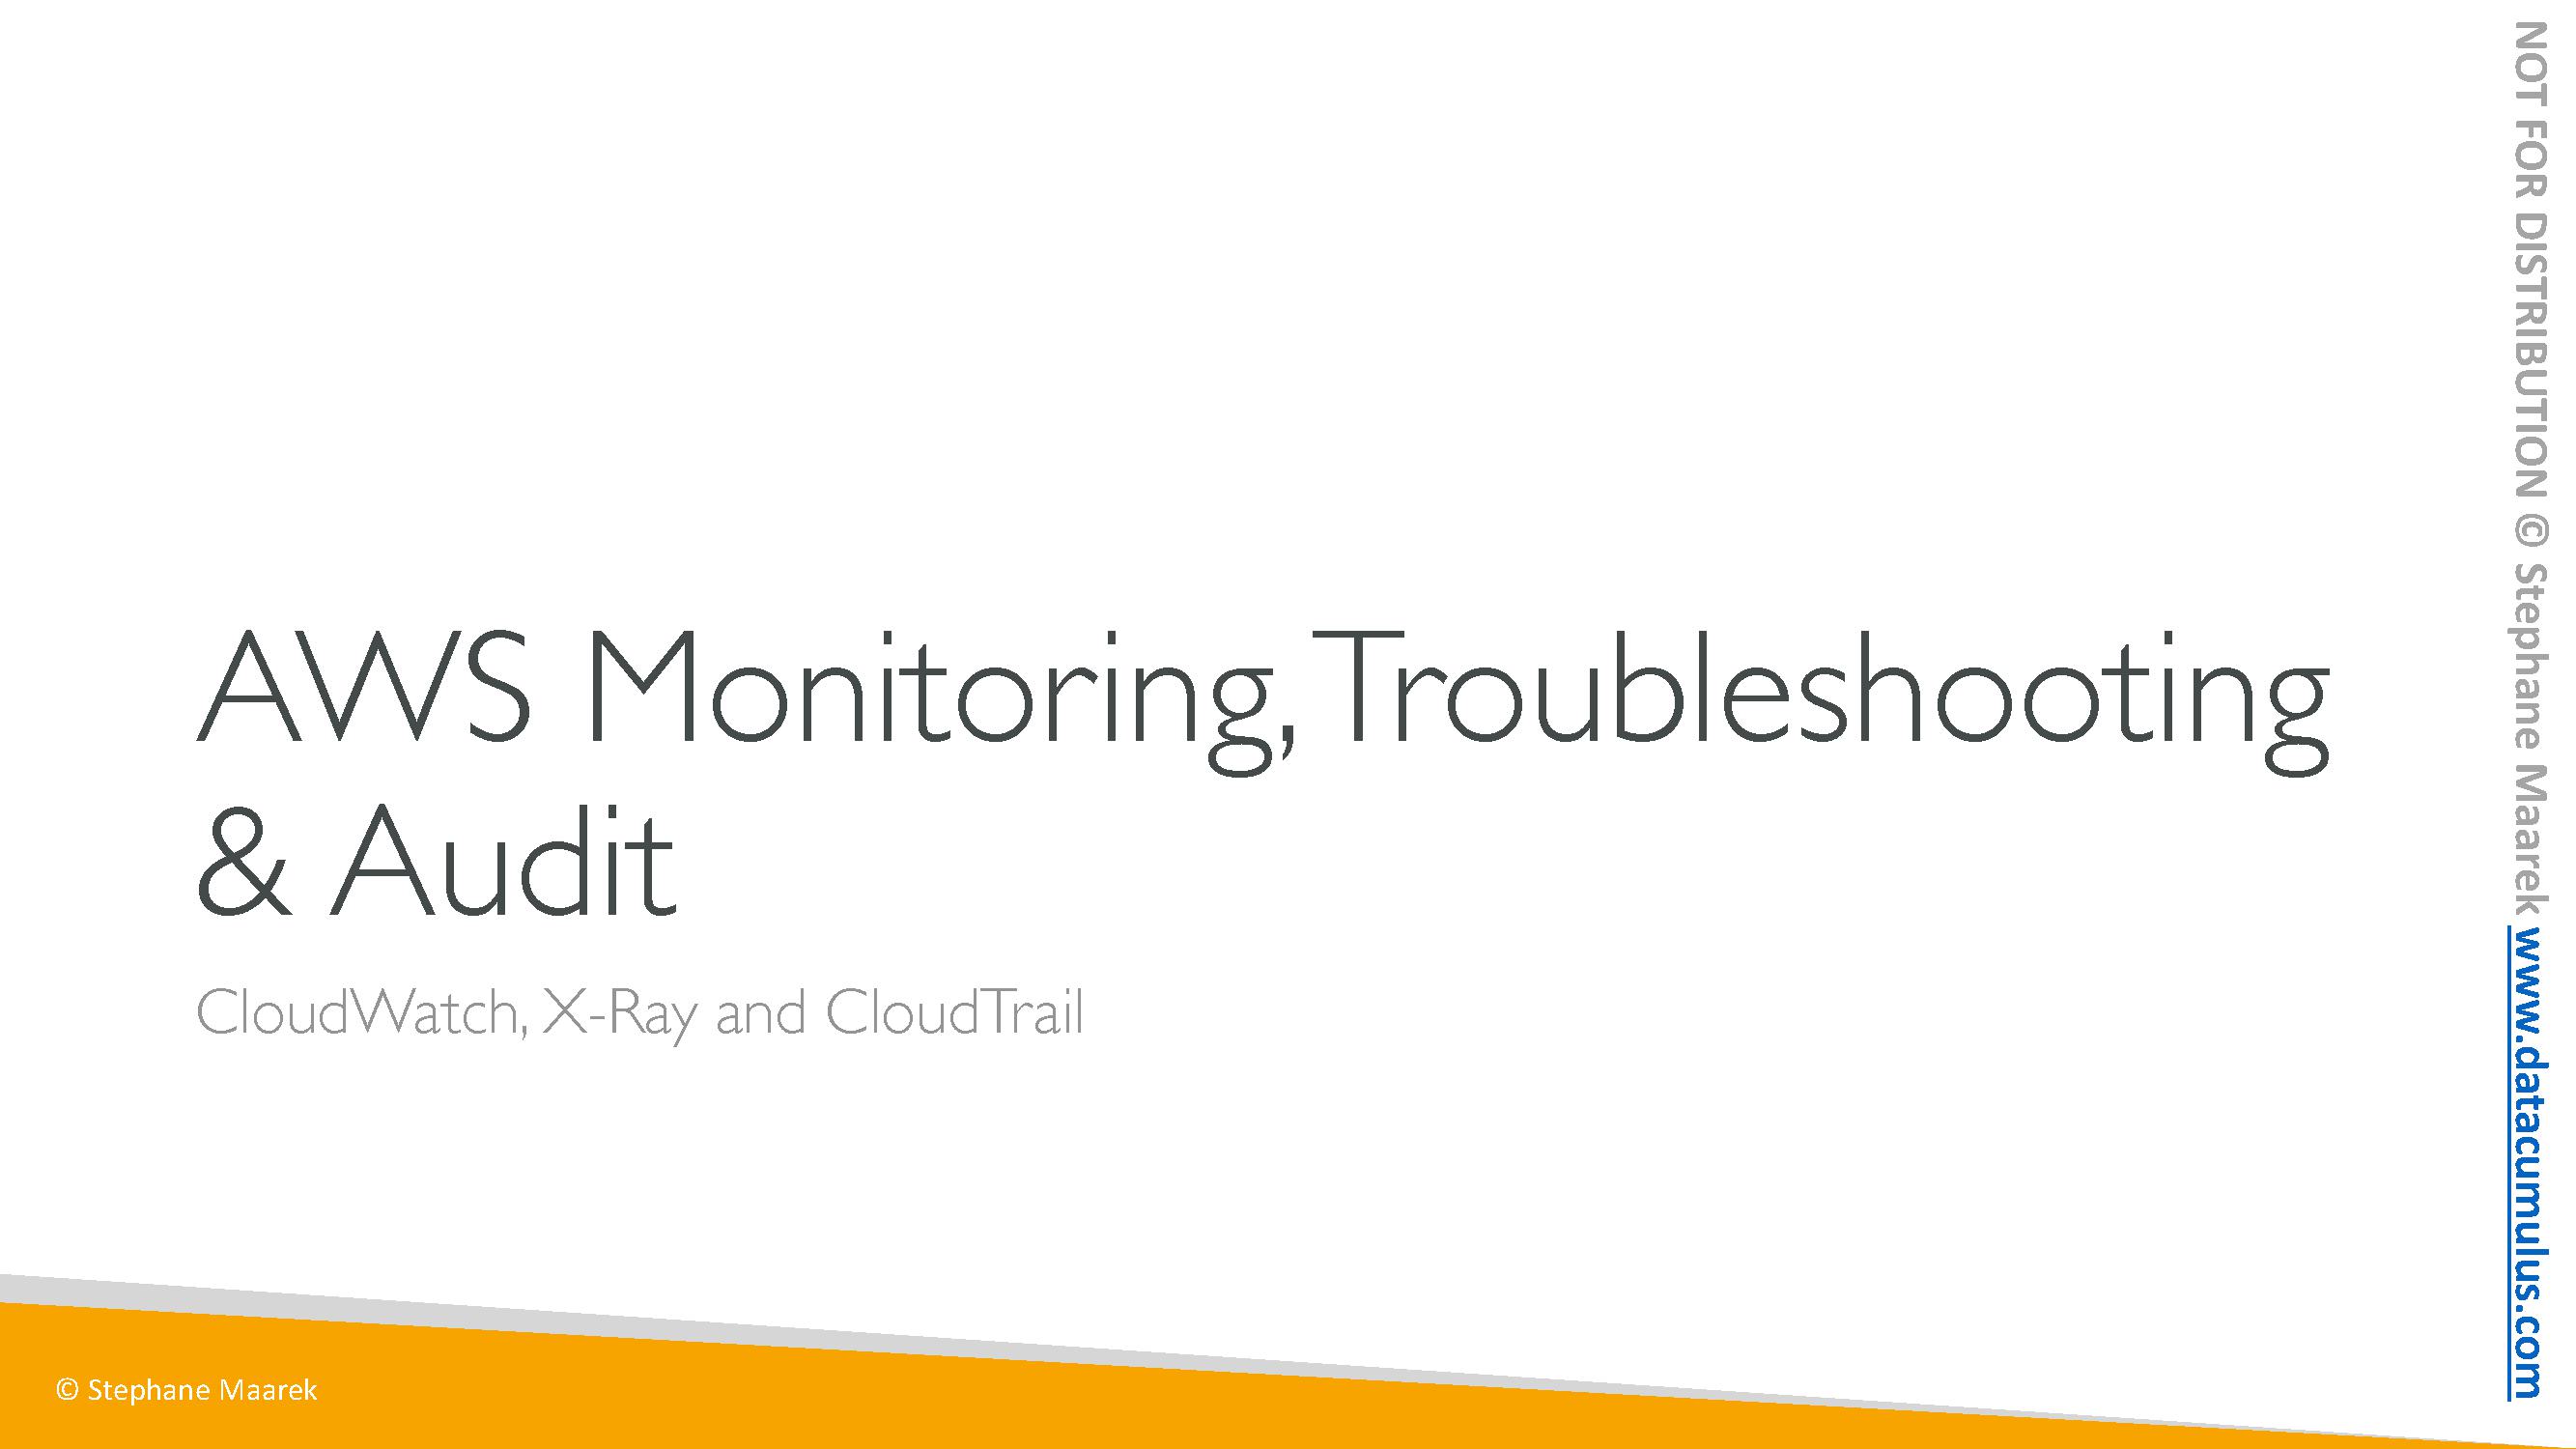 AWS Monitoring, Troubleshooting
& Audit
CloudWatch, X-Ray and CloudTrail
© Stephane Maarek
NOT FOR DISTRIBUTION © Stephane Maarek www.datacumulus.com